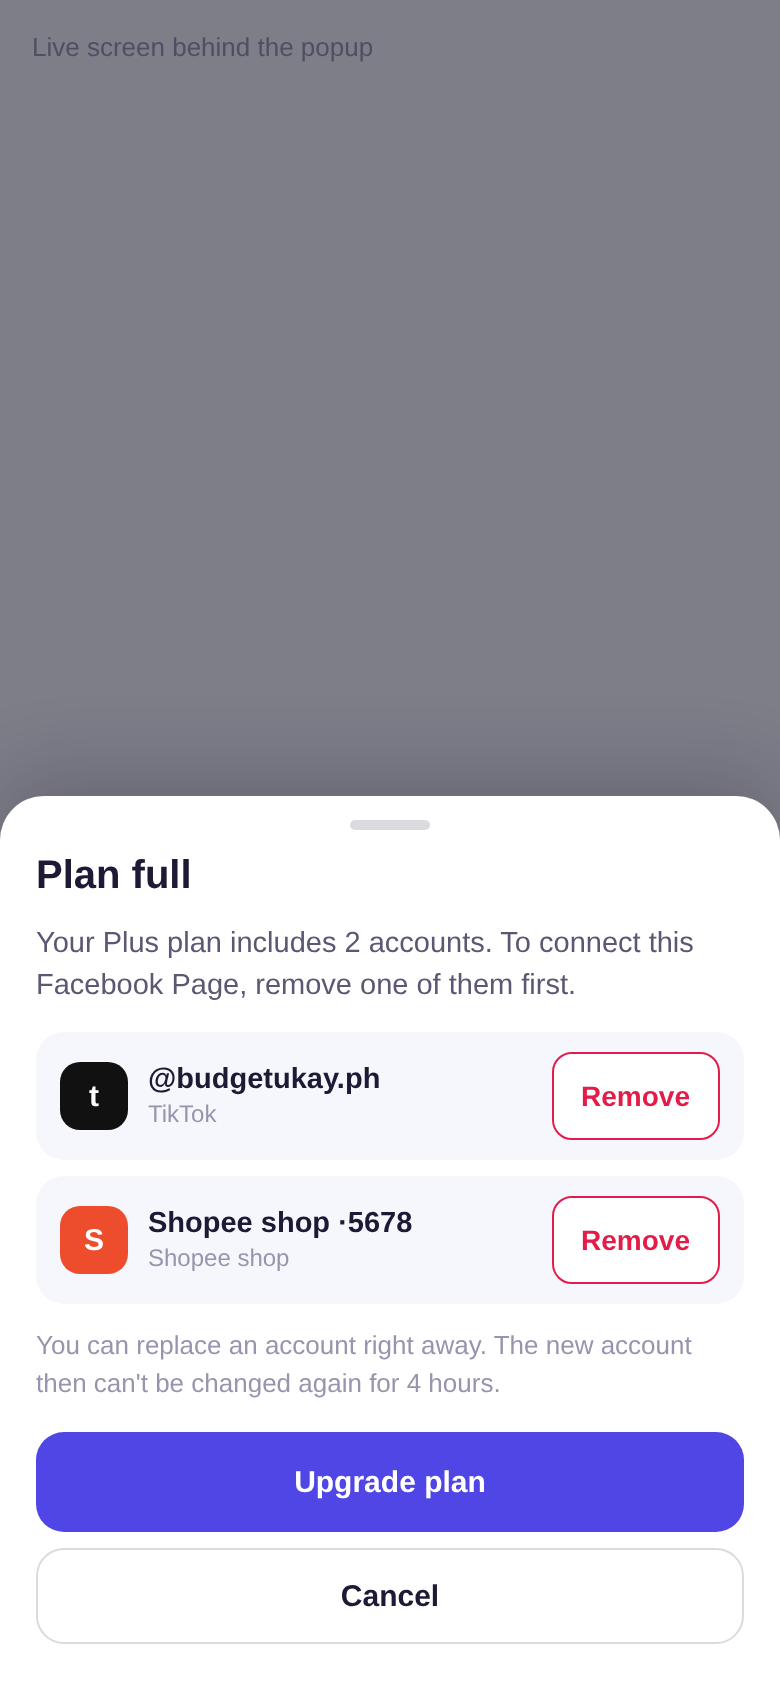 Live screen behind the popup
Plan full
Your Plus plan includes 2 accounts. To connect this
Facebook Page, remove one of them first.
t
@budgetukay.ph
TikTok
Remove
S
Shopee shop ·5678
Shopee shop
Remove
You can replace an account right away. The new account
then can't be changed again for 4 hours.
Upgrade plan
Cancel